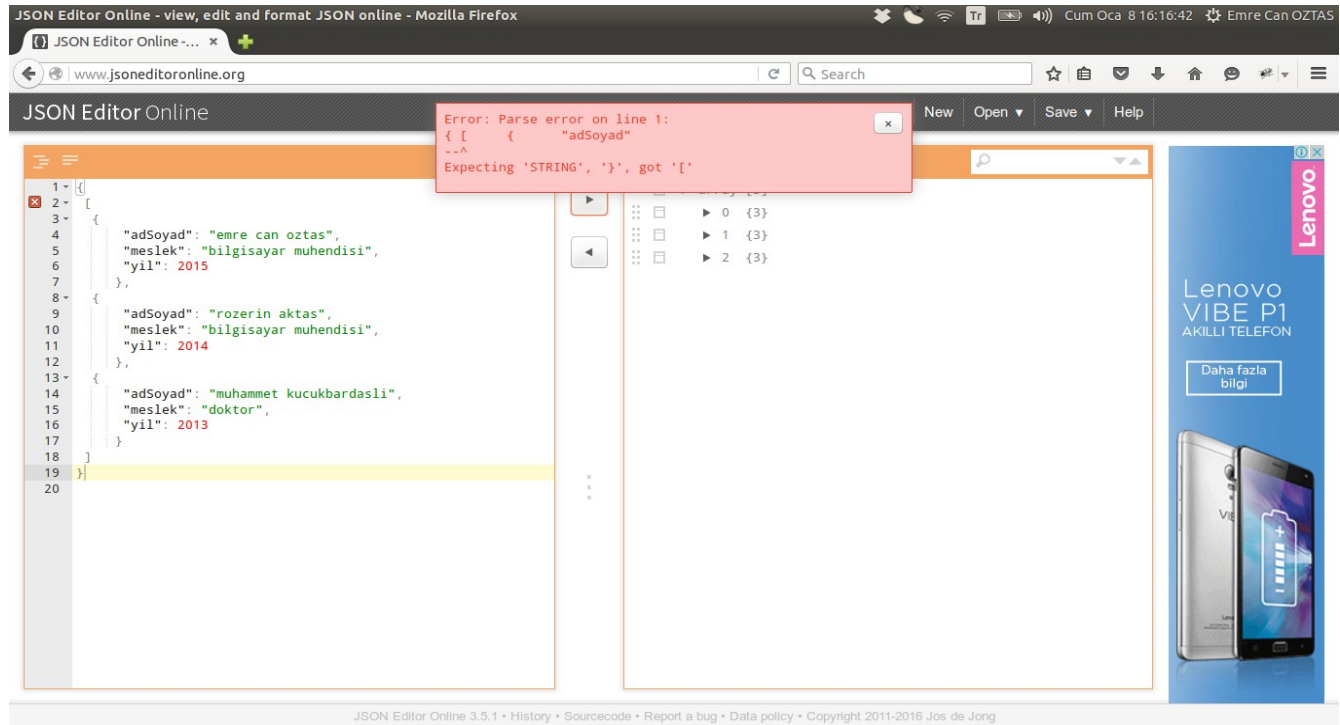 JSON Editor Online - view, edit and format JSON online - Mozilla Firefox
Tr
Cum Oca 8 16:16:42
Emre Can OZTAS
JSON Editor Online -...
www.jsoneditoronline.org
Search
JSON Editor Online
New Open Save Help
Error: Parse error on line 1:
{ [ { "adSoyad"
--^
Expecting 'STRING', '}', got '['
1 {
2 [
3 {
4 "adSoyad": "emre can oztas",
5 "meslek": "bilgisayar muhendisi",
6 "yil": 2015
7 },
8 {
9 "adSoyad": "rozerin aktas",
10 "meslek": "bilgisayar muhendisi",
11 "yil": 2014
12 },
13 {
14 "adSoyad": "muhammet kucukbardasli",
15 "meslek": "doktor",
16 "yil": 2013
17 }
18 ]
19 }
20
0 {3}
1 {3}
2 {3}
Lenovo
Lenovo
VIBE P1
AKILLI TELEFON
Daha fazla
bilgi
JSON Editor Online 3.5.1 • History • Sourcecode • Report a bug • Data policy • Copyright 2011-2016 Jos de Jong